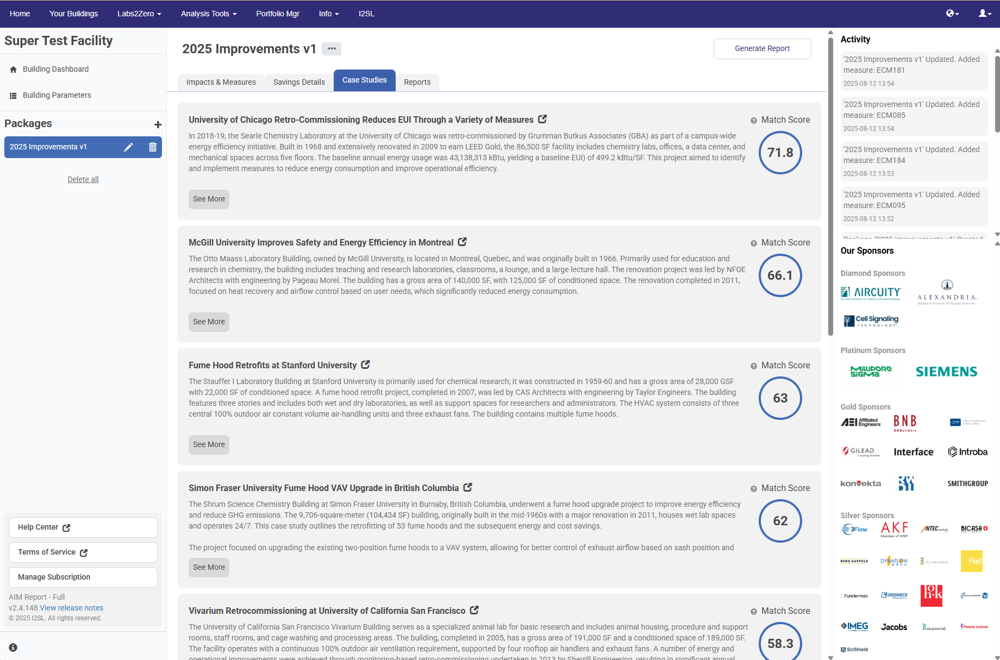 Home
Your Buildings
Labs2Zero
Analysis Tools
Portfolio Mgr
Info
I2SL
Super Test Facility
Building Dashboard
Building Parameters
Packages
2025 Improvements v1
Delete all
Help Center
Terms of Service
Manage Subscription
AIM Report - Full
v2.4.148 View release notes
© 2025 I2SL. All rights reserved.
2025 Improvements v1
Generate Report
Impacts & Measures
Savings Details
Case Studies
Reports
University of Chicago Retro-Commissioning Reduces EUI Through a Variety of Measures
Match Score
In 2018-19, the Searle Chemistry Laboratory at the University of Chicago was retro-commissioned by Grumman Butkus Associates (GBA) as part of a campus-wide
energy efficiency initiative. Built in 1968 and extensively renovated in 2009 to earn LEED Gold, the 86,500 SF facility includes chemistry labs, offices, a data center, and
mechanical spaces across five floors. The baseline annual energy usage was 43,138,313 kBtu, yielding a baseline EUI) of 499.2 kBtu/SF. This project aimed to identify
and implement measures to reduce energy consumption and improve operational efficiency.
71.8
See More
McGill University Improves Safety and Energy Efficiency in Montreal
Match Score
The Otto Maass Laboratory Building, owned by McGill University, is located in Montreal, Quebec, and was originally built in 1966. Primarily used for education and
research in chemistry, the building includes teaching and research laboratories, classrooms, a lounge, and a large lecture hall. The renovation project was led by NFOE
Architects with engineering by Pageau Morel. The building has a gross area of 140,000 SF, with 125,000 SF of conditioned space. The renovation completed in 2011,
focused on heat recovery and airflow control based on user needs, which significantly reduced energy consumption.
66.1
See More
Fume Hood Retrofits at Stanford University
Match Score
The Stauffer I Laboratory Building at Stanford University is primarily used for chemical research; it was constructed in 1959-60 and has a gross area of 28,000 GSF
with 22,000 SF of conditioned space. A fume hood retrofit project, completed in 2007, was led by CAS Architects with engineering by Taylor Engineers. The building
features three stories and includes both wet and dry laboratories, as well as support spaces for researchers and administrators. The HVAC system consists of three
central 100% outdoor air constant volume air-handling units and three exhaust fans. The building contains multiple fume hoods.
63
See More
Simon Fraser University Fume Hood VAV Upgrade in British Columbia
Match Score
The Shrum Science Chemistry Building at Simon Fraser University in Burnaby, British Columbia, underwent a fume hood upgrade project to improve energy efficiency
and reduce GHG emissions. The 9,706-square-meter (104,434 SF) building, originally built in the mid-1960s with a major renovation in 2011, houses wet lab spaces
and operates 24/7. This case study outlines the retrofitting of 53 fume hoods and the subsequent energy and cost savings.
The project focused on upgrading the existing two-position fume hoods to a VAV system, allowing for better control of exhaust airflow based on sash position and
62
See More
Vivarium Retrocommissioning at University of California San Francisco
Match Score
The University of California San Francisco Vivarium Building serves as a specialized animal lab for basic research and includes animal housing, procedure and support
rooms, staff rooms, and cage washing and processing areas. The building, completed in 2005, has a gross area of 191,000 SF and a conditioned space of 189,000 SF.
The facility operates with a continuous 100% outdoor air ventilation requirement, supported by four rooftop air handlers and exhaust fans. A number of energy and
operational improvements were achieved through monitoring-based retro-commissioning undertaken in 2013 by Sherrill Engineering, resulting in significant annual
58.3
Activity
'2025 Improvements v1' Updated. Added
measure: ECM181
2025-08-12 13:54
'2025 Improvements v1' Updated. Added
measure: ECM085
2025-08-12 13:54
'2025 Improvements v1' Updated. Added
measure: ECM184
2025-08-12 13:53
'2025 Improvements v1' Updated. Added
measure: ECM095
2025-08-12 13:52
Package '2025 Improvements v1' Created
Our Sponsors
Diamond Sponsors
AIRCUITY
ALEXANDRIA
Cell Signaling
TECHNOLOGY
Platinum Sponsors
MilliporeSigma
SIEMENS
Gold Sponsors
AEI Affiliated Engineers
BNB
BNBuilders
CPP
GILEAD
Creating Possible
Interface
Introba
konvekta
BWBR
SMITHGROUP
Silver Sponsors
3Flow
AKF
Member of WSP
ANTEC controls
BICASA
BURO HAPPOLD
DYNAFLOW
ELLENZWEIG
Flad
Fundermax
GREENHECK
hok
IMEG
Jacobs
my green lab
Phoenix Controls
SciShield